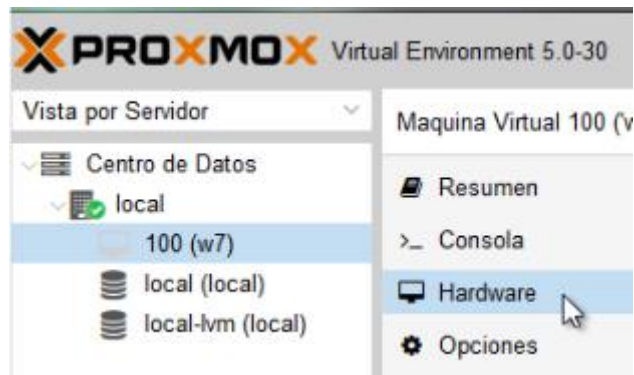 PROXMOX Virtual Environment 5.0-30
Vista por Servidor
Centro de Datos
local
100 (w7)
local (local)
local-lvm (local)
Maquina Virtual 100 ('w
Resumen
Consola
Hardware
Opciones